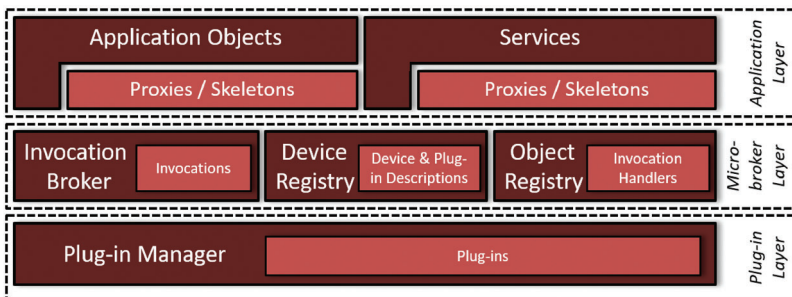 Application Objects
Proxies / Skeletons
Services
Proxies / Skeletons
Application
Layer
Invocation
Broker
Invocations
Device
Registry
Device & Plug-
in Descriptions
Object
Registry
Invocation
Handlers
Micro-
broker
Layer
Plug-in Manager
Plug-ins
Plug-in
Layer